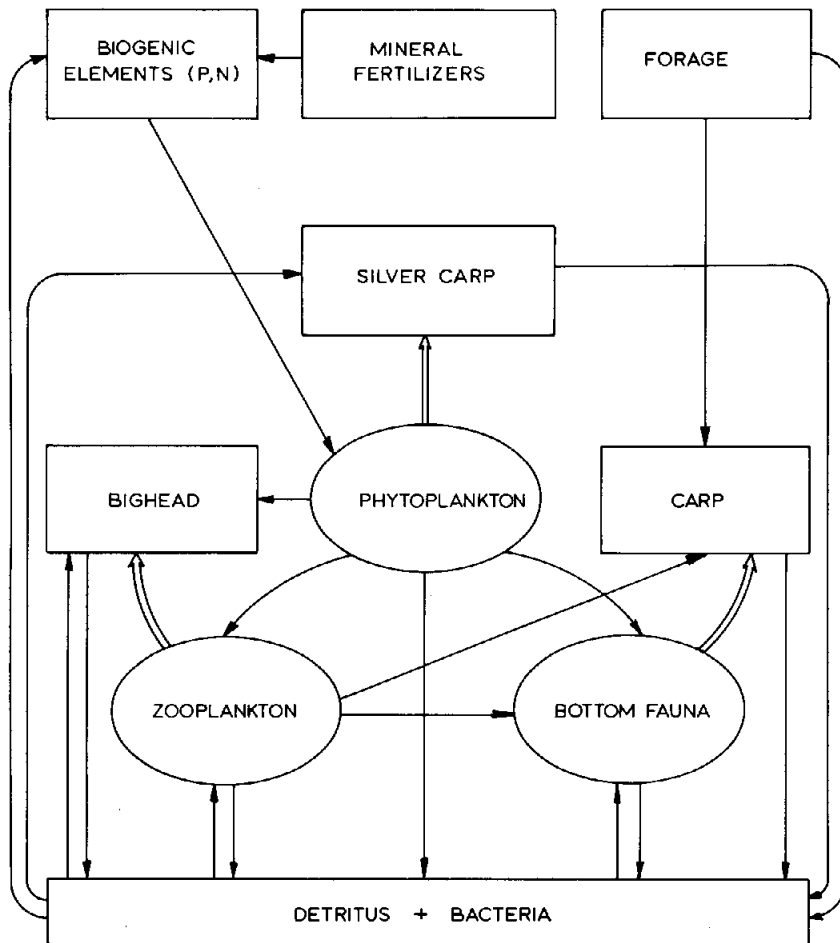 BIOGENIC
ELEMENTS (P,N)
MINERAL
FERTILIZERS
FORAGE
SILVER CARP
BIGHEAD
PHYTOPLANKTON
CARP
ZOOPLANKTON
BOTTOM FAUNA
DETRITUS + BACTERIA